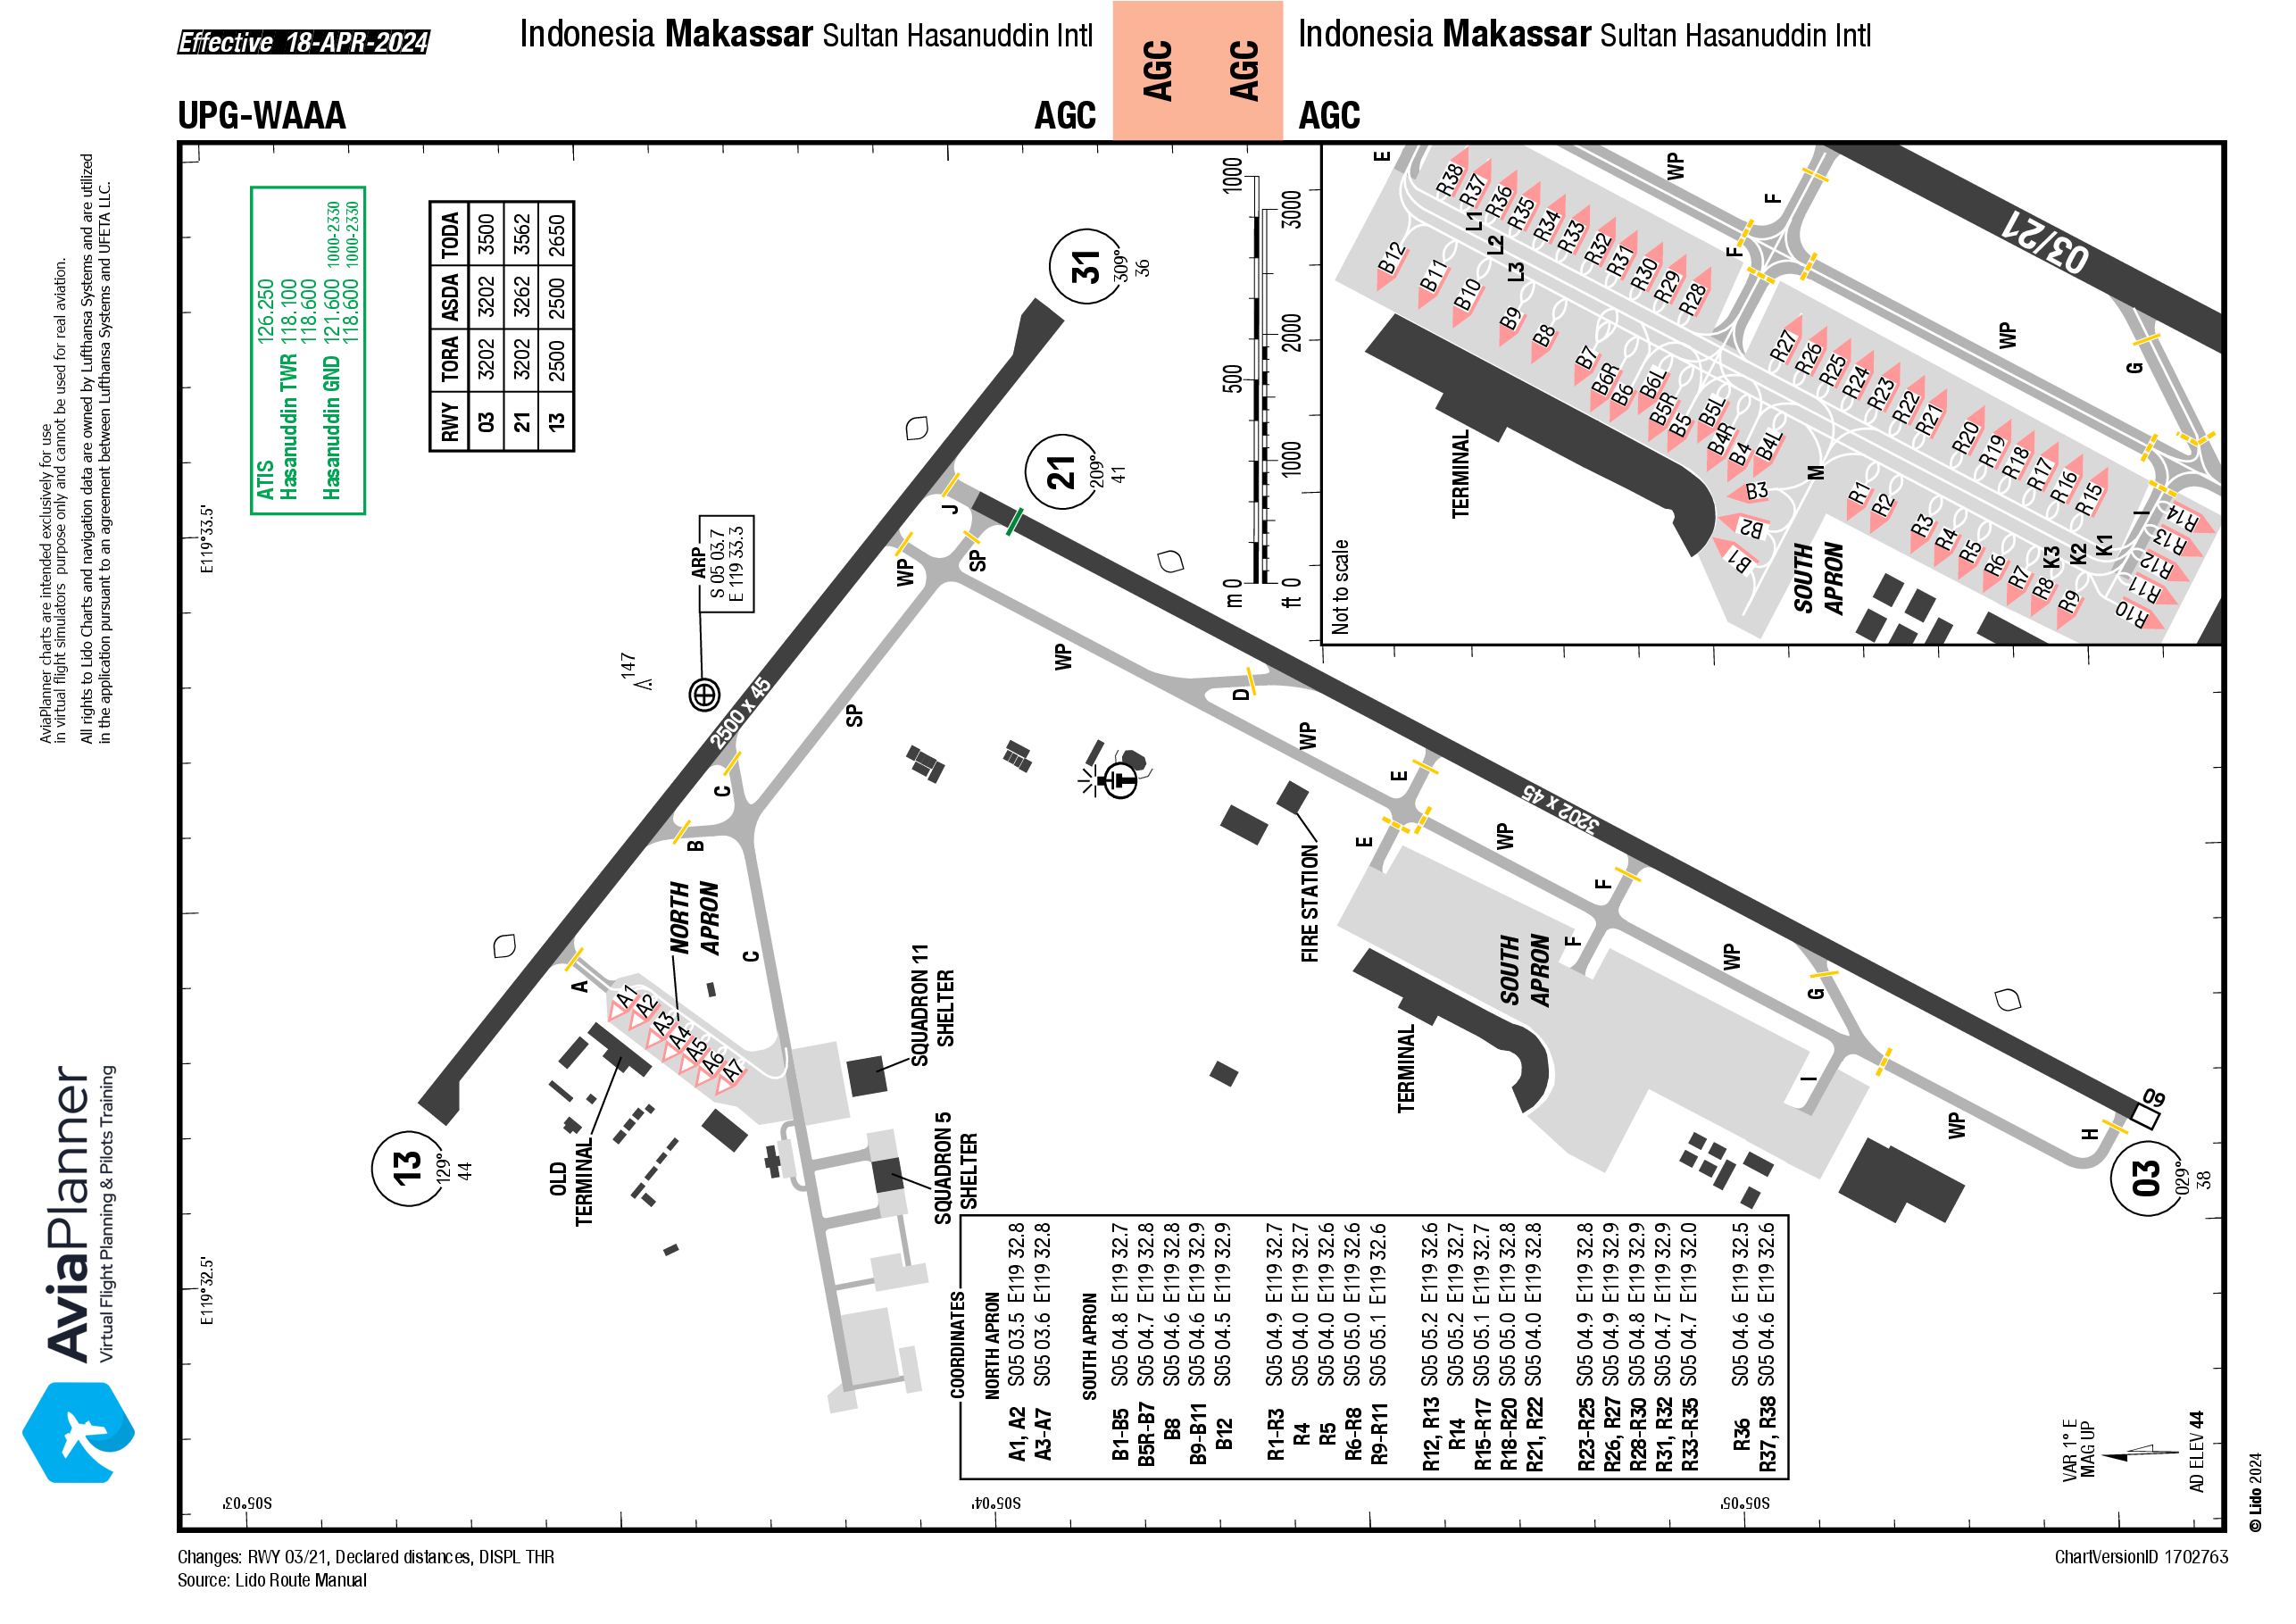 Effective 18-APR-2024
Indonesia Makassar Sultan Hasanuddin Intl
AGC
AGC
Indonesia Makassar Sultan Hasanuddin Intl
UPG-WAAA
AGC
AGC
AviaPlanner charts are intended exclusively for use
in virtual flight simulators purpose only and cannot be used for real aviation.
All rights to Lido Charts and navigation data are owned by Lufthansa Systems and are utilized
in the application pursuant to an agreement between Lufthansa Systems and UFETA LLC.
AviaPlanner
Virtual Flight Planning & Pilots Training
ATIS 126.250
Hasanuddin TWR 118.100
118.600
Hasanuddin GND 121.600 1000-2330
118.600 1000-2330
RWY TORA ASDA TODA
03 3202 3202 3500
21 3202 3262 3562
13 2500 2500 2650
E119°33.5'
E119°32.5'
S05°03'
S05°04'
S05°05'
ARP
S 05 03.7
E 119 33.3
147
31
309°
36
21
209°
41
13
129°
44
03
029°
38
09
2500 x 45
3202 x 45
J
WP
SP
WP
SP
D
WP
E
E
WP
F
F
WP
G
I
WP
H
C
B
C
A
NORTH
APRON
A1
A2
A3
A4
A5
A6
A7
OLD
TERMINAL
SQUADRON 11
SHELTER
SQUADRON 5
SHELTER
FIRE STATION
SOUTH
APRON
TERMINAL
m 0 500 1000
ft 0 1000 2000 3000
Not to scale
E
WP
F
F
03/21
WP
G
R38
R37
R36
R35
R34
R33
R32
R31
R30
R29
R28
L1
L2
L3
B12
B11
B10
B9
B8
B7
B6R
B6
B6L
B5R
B5
B5L
B4R
B4
B4L
B3
B2
B1
TERMINAL
M
R27
R26
R25
R24
R23
R22
R21
R20
R19
R18
R17
R16
R15
R1
R2
R3
R4
R5
R6
R7
R8
R9
K3
K2
K1
I
R14
R13
R12
R11
R10
SOUTH
APRON
COORDINATES
NORTH APRON
A1, A2 S05 03.5 E119 32.8
A3-A7 S05 03.6 E119 32.8
SOUTH APRON
B1-B5 S05 04.8 E119 32.7
B5R-B7 S05 04.7 E119 32.8
B8 S05 04.6 E119 32.8
B9-B11 S05 04.6 E119 32.9
B12 S05 04.5 E119 32.9
R1-R3 S05 04.9 E119 32.7
R4 S05 04.0 E119 32.7
R5 S05 04.0 E119 32.6
R6-R8 S05 05.0 E119 32.6
R9-R11 S05 05.1 E119 32.6
R12, R13 S05 05.2 E119 32.6
R14 S05 05.2 E119 32.7
R15-R17 S05 05.1 E119 32.7
R18-R20 S05 05.0 E119 32.8
R21, R22 S05 04.0 E119 32.8
R23-R25 S05 04.9 E119 32.8
R26, R27 S05 04.9 E119 32.9
R28-R30 S05 04.8 E119 32.9
R31, R32 S05 04.7 E119 32.9
R33-R35 S05 04.7 E119 32.0
R36 S05 04.6 E119 32.5
R37, R38 S05 04.6 E119 32.6
VAR 1° E
MAG UP
AD ELEV 44
© Lido 2024
Changes: RWY 03/21, Declared distances, DISPL THR
Source: Lido Route Manual
ChartVersionID 1702763